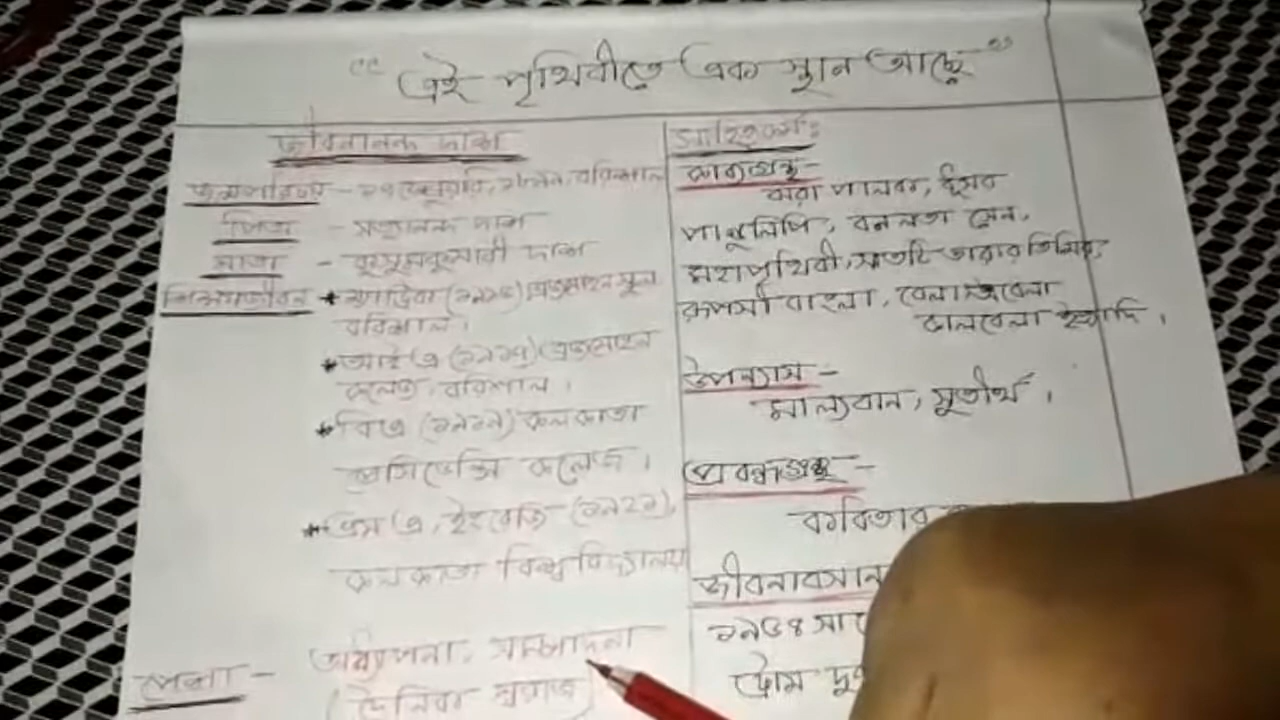 "এই পৃথিবীতে এক স্থান আছে"
জীবনানন্দ দাশ
জন্মপরিচয় - ১৭ ফেব্রুয়ারি, ১৮৯৯, বরিশাল
পিতা - সত্যানন্দ দাশ
মাতা - কুসুমকুমারী দাশ
শিক্ষাজীবন * ম্যাট্রিক (১৯১৫) ব্রজমোহন স্কুল
বরিশাল।
* আই এ (১৯১৭) ব্রজমোহন
কলেজ, বরিশাল।
* বিএ (১৯১৯) কলকাতা
প্রেসিডেন্সি কলেজ।
* এম এ, ইংরেজি (১৯২১),
কলকাতা বিশ্ববিদ্যালয়
পেশা - অধ্যাপনা, সম্পাদনা
(দৈনিক স্বরাজ)
সাহিত্যকর্ম:
কাব্যগ্রন্থ -
ঝরা পালক, ধূসর
পাণ্ডুলিপি, বনলতা সেন,
মহাপৃথিবী, সাতটি তারার তিমির,
রূপসী বাংলা, বেলা অবেলা
কালবেলা ইত্যাদি।
উপন্যাস -
মাল্যবান, সুতীর্থ।
প্রবন্ধগ্রন্থ -
কবিতার
জীবনাবসান
১৯৫৪ সালে
ট্রাম